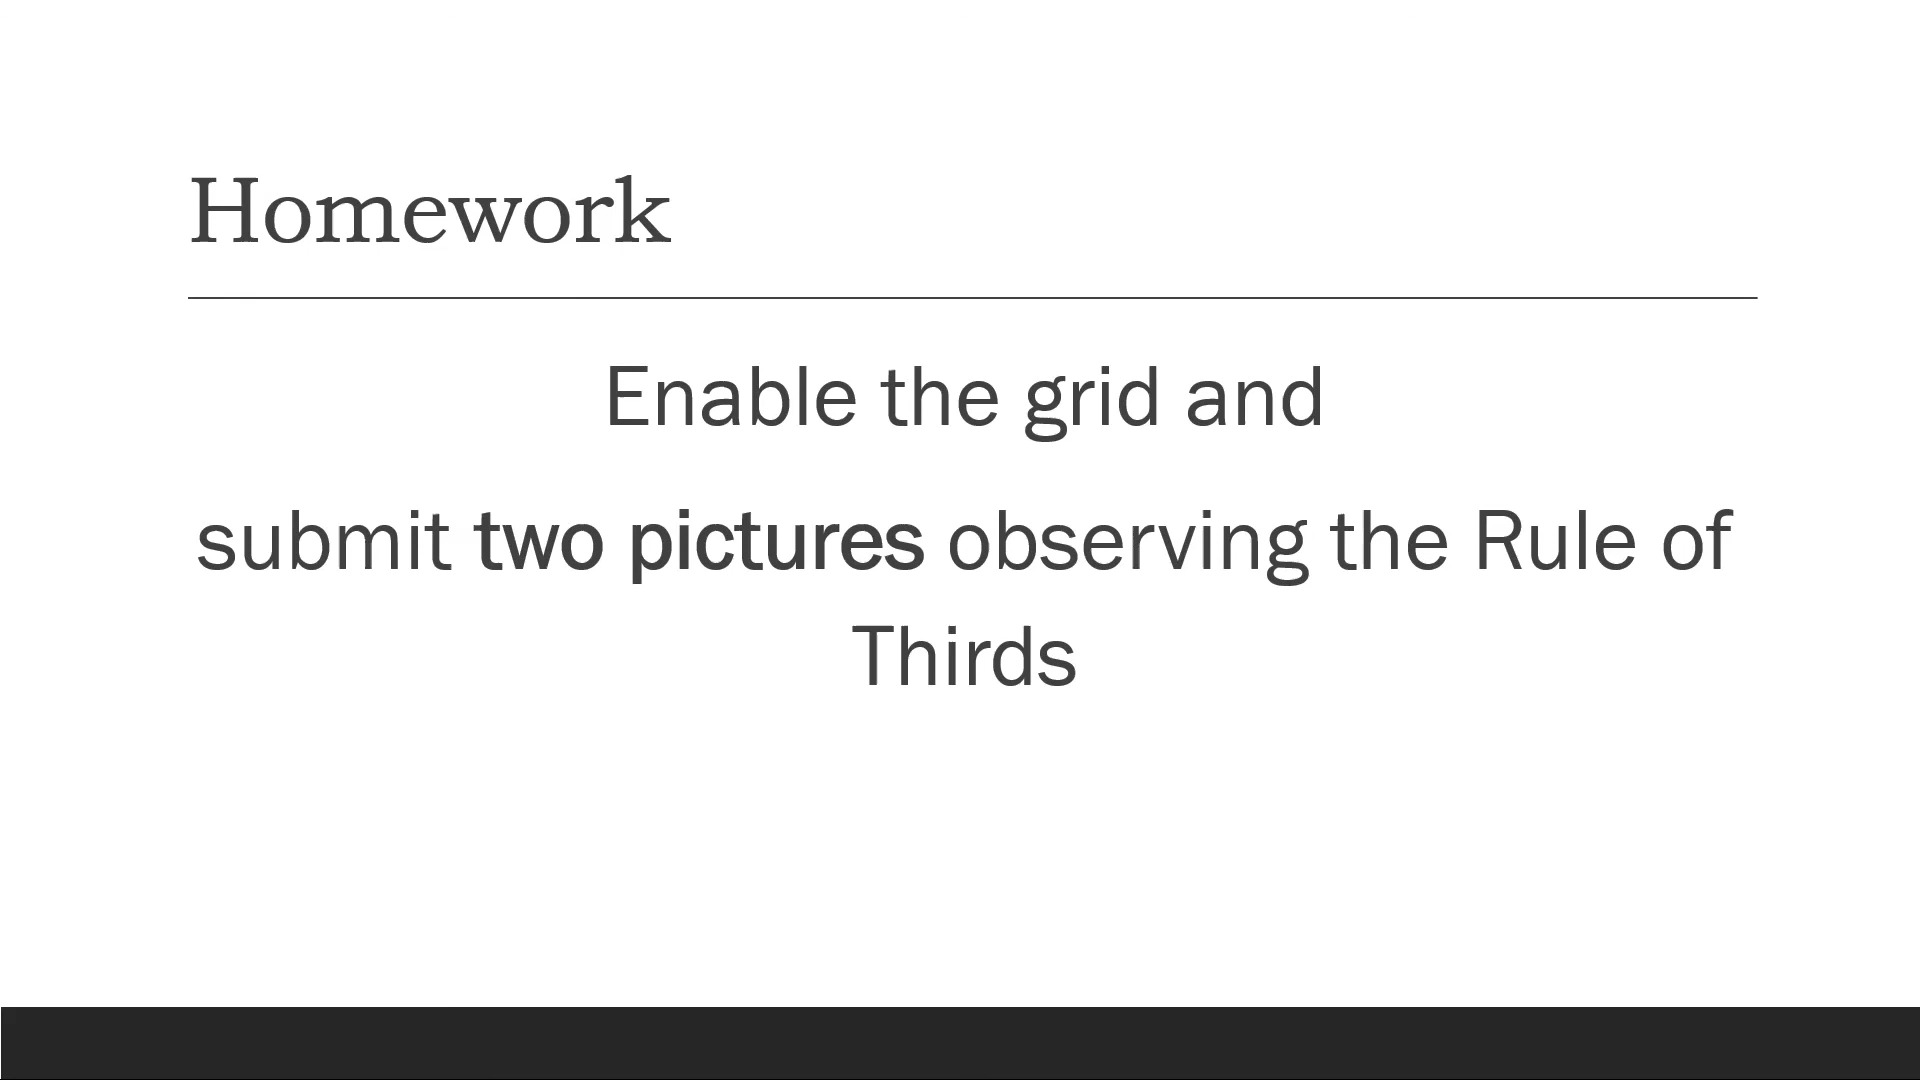 Homework
Enable the grid and
submit two pictures observing the Rule of
Thirds